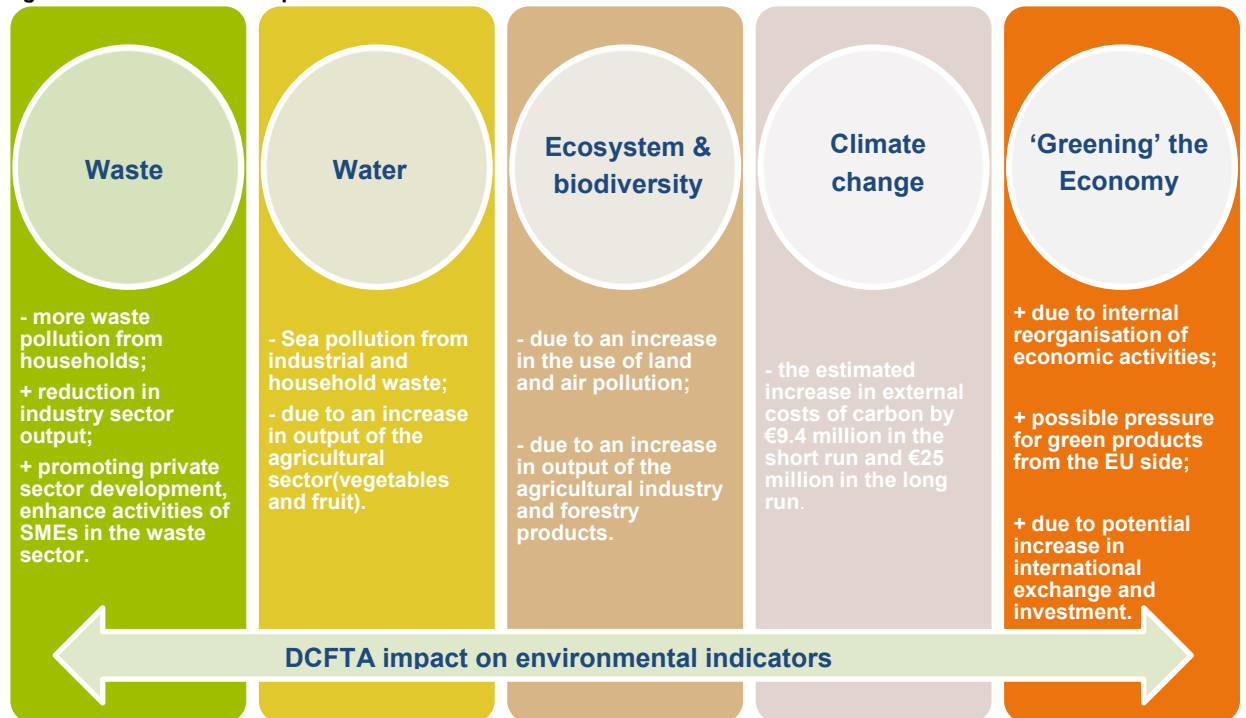 Waste
- more waste
pollution from
households;
+ reduction in
industry sector
output;
+ promoting private
sector development,
enhance activities of
SMEs in the waste
sector.
Water
- Sea pollution from
industrial and
household waste;
- due to an increase
in output of the
agricultural
sector(vegetables
and fruit).
Ecosystem &
biodiversity
- due to an increase
in the use of land
and air pollution;
- due to an increase
in output of the
agricultural industry
and forestry
products.
Climate
change
- the estimated
increase in external
costs of carbon by
€9.4 million in the
short run and €25
million in the long
run.
‘Greening’ the
Economy
+ due to internal
reorganisation of
economic activities;
+ possible pressure
for green products
from the EU side;
+ due to potential
increase in
international
exchange and
investment.
DCFTA impact on environmental indicators